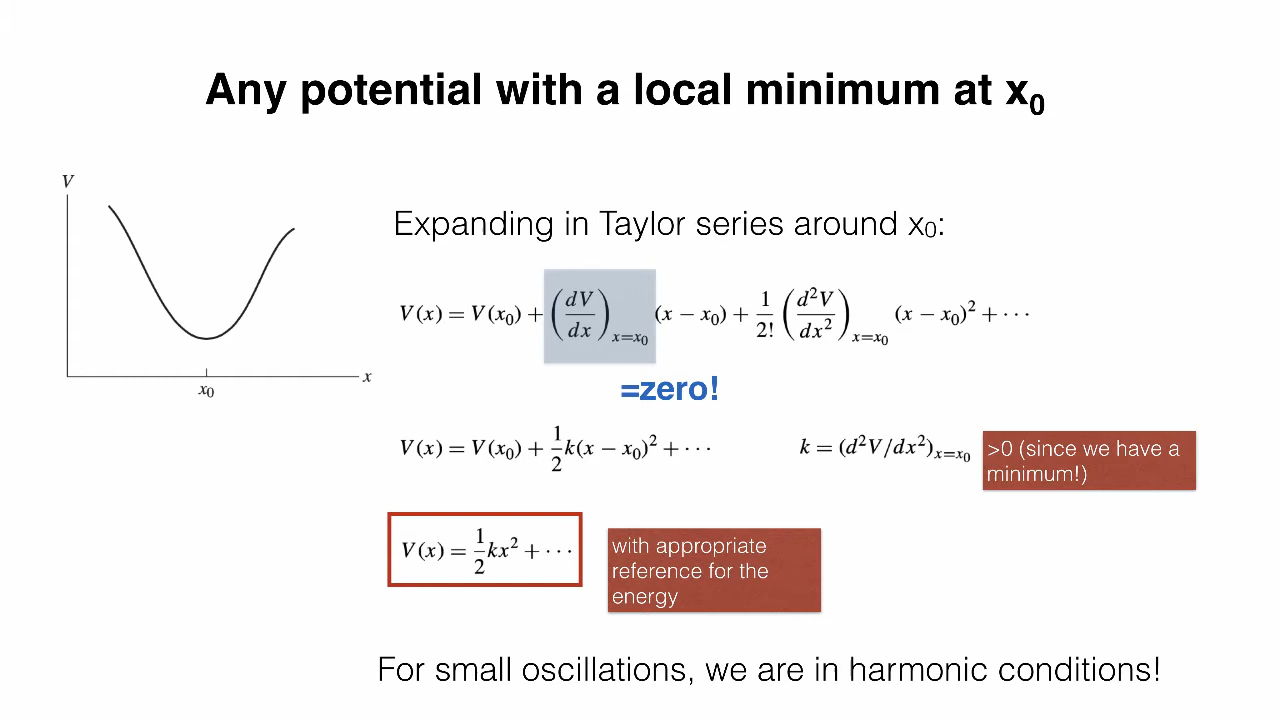 Any potential with a local minimum at x₀
V
x₀
x
Expanding in Taylor series around x₀:
V(x) = V(x₀) + (dV/dx)ₓ₌ₓ₀ (x − x₀) + 1/2! (d²V/dx²)ₓ₌ₓ₀ (x − x₀)² + ···
=zero!
V(x) = V(x₀) + 1/2 k(x − x₀)² + ···
k = (d²V/dx²)ₓ₌ₓ₀
>0 (since we have a
minimum!)
V(x) = 1/2 kx² + ···
with appropriate
reference for the
energy
For small oscillations, we are in harmonic conditions!